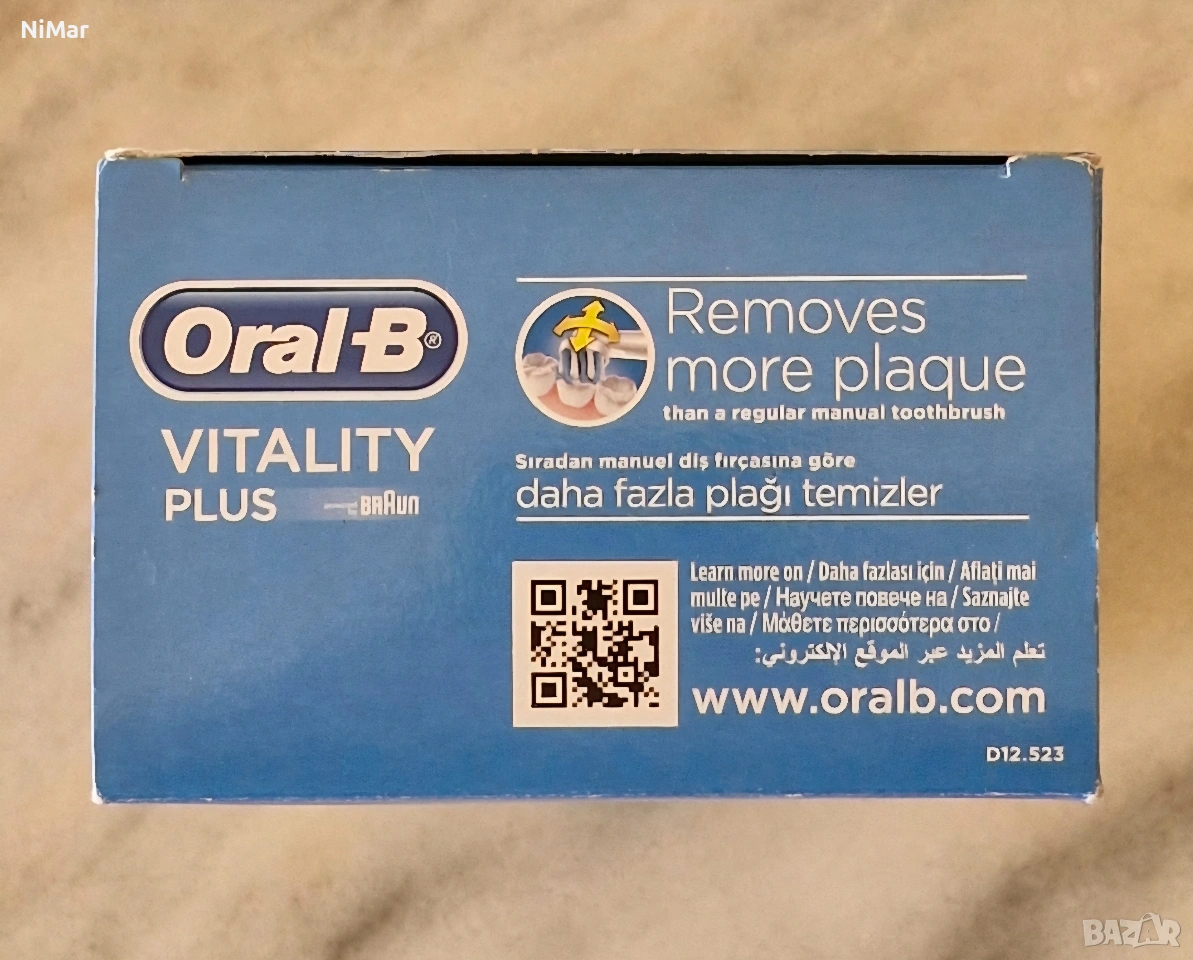 NiMar
Oral-B®
VITALITY
PLUS
BRAUN
Removes
more plaque
than a regular manual toothbrush
Sıradan manuel diş fırçasına göre
daha fazla plağı temizler
Learn more on / Daha fazlası için / Aflați mai
multe pe / Научете повече на / Saznajte
više na / Μάθετε περισσότερα στο /
تعلم المزيد عبر الموقع الإلكتروني:
www.oralb.com
D12.523
BAZAR